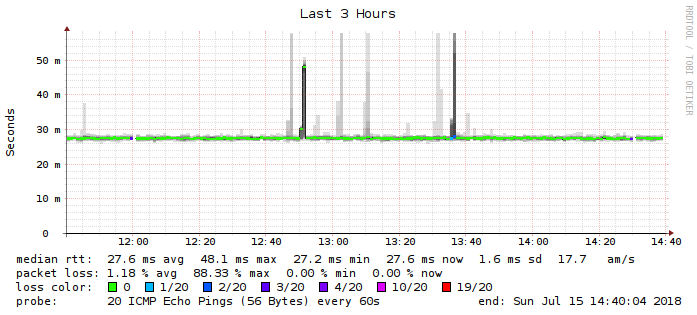 Last 3 Hours
RRDTOOL / TOBI OETIKER
Seconds
50 m
40 m
30 m
20 m
10 m
0
12:00 12:20 12:40 13:00 13:20 13:40 14:00 14:20 14:40
median rtt: 27.6 ms avg 48.1 ms max 27.2 ms min 27.6 ms now 1.6 ms sd 17.7 am/s
packet loss: 1.18 % avg 88.33 % max 0.00 % min 0.00 % now
loss color: 0 1/20 2/20 3/20 4/20 10/20 19/20
probe: 20 ICMP Echo Pings (56 Bytes) every 60s end: Sun Jul 15 14:40:04 2018